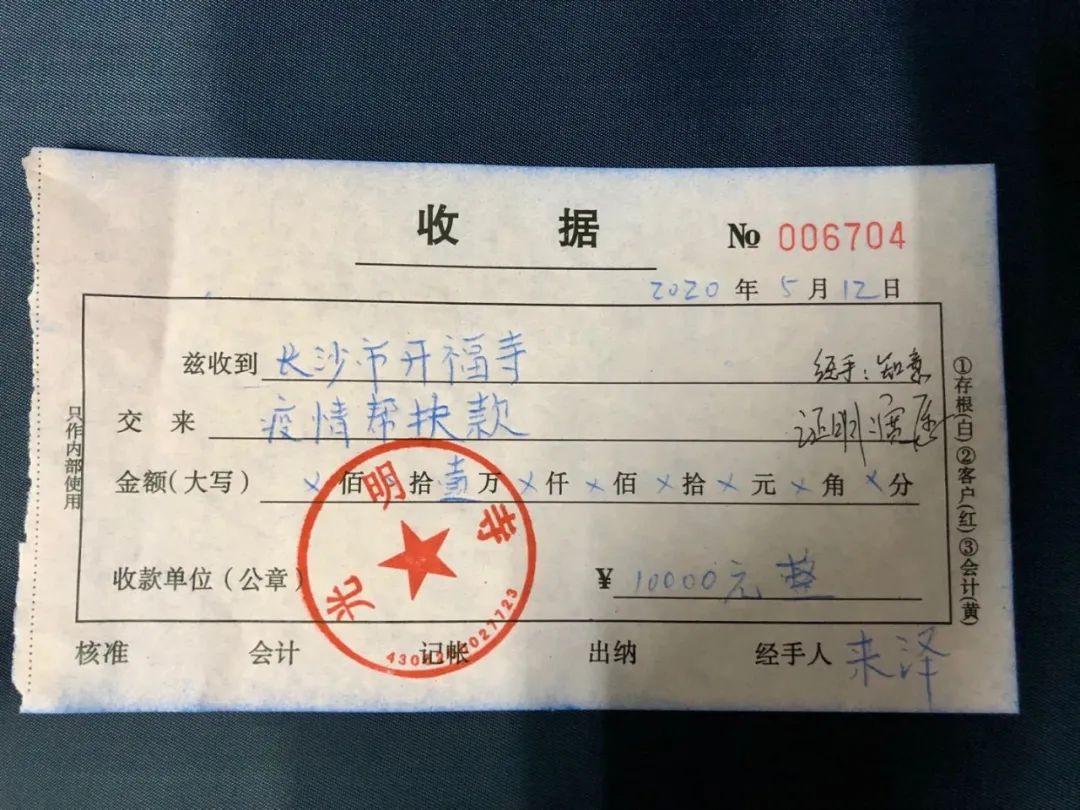 收 据
№ 006704
2020 年 5 月 12 日
兹收到 长沙市开福寺
经手:知意
交 来 疫情帮扶款
证明:
金额(大写) × 佰 拾 壹 万 × 仟 × 佰 × 拾 × 元 × 角 × 分
收款单位(公章) ¥ 10000元整
核准 会计 记帐 出纳 经手人 来泽
只作内部使用
①存根(白)②客户(红)③会计(黄)
光明寺